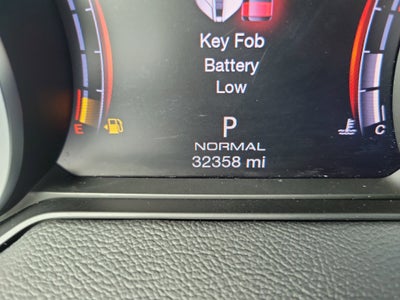 Key Fob
Battery
Low
P
E
C
NORMAL
32358 mi